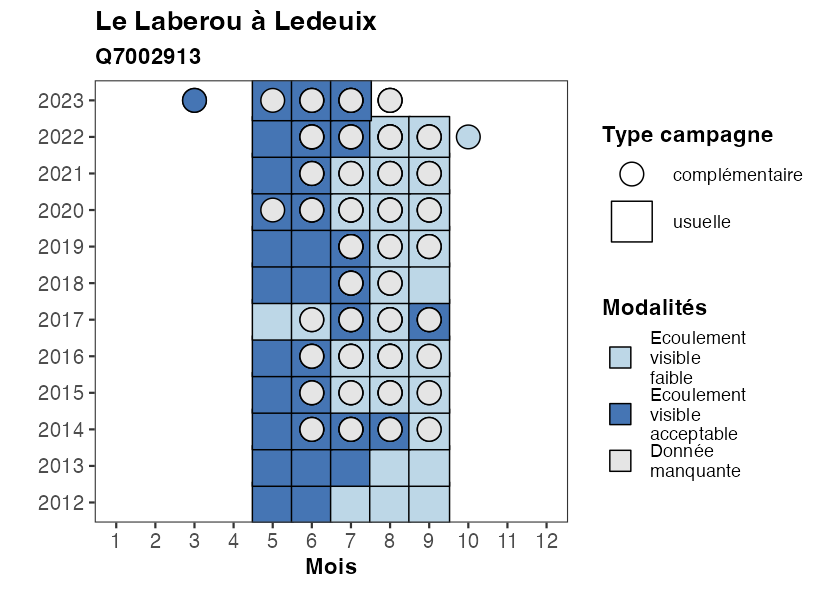 Le Laberou à Ledeuix
Q7002913
2023
2022
2021
2020
2019
2018
2017
2016
2015
2014
2013
2012
1 2 3 4 5 6 7 8 9 10 11 12
Mois
Type campagne
complémentaire
usuelle
Modalités
Ecoulement
visible
faible
Ecoulement
visible
acceptable
Donnée
manquante